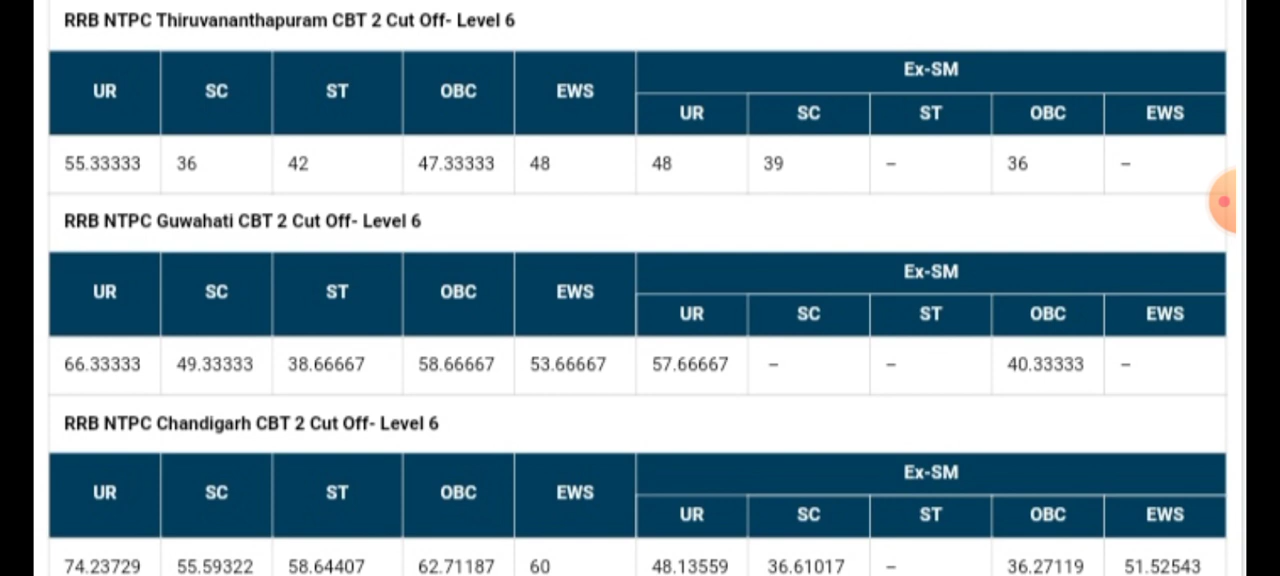 RRB NTPC Thiruvananthapuram CBT 2 Cut Off- Level 6
UR SC ST OBC EWS Ex-SM
UR SC ST OBC EWS
55.33333 36 42 47.33333 48 48 39 – 36 –
RRB NTPC Guwahati CBT 2 Cut Off- Level 6
UR SC ST OBC EWS Ex-SM
UR SC ST OBC EWS
66.33333 49.33333 38.66667 58.66667 53.66667 57.66667 – – 40.33333 –
RRB NTPC Chandigarh CBT 2 Cut Off- Level 6
UR SC ST OBC EWS Ex-SM
UR SC ST OBC EWS
74.23729 55.59322 58.64407 62.71187 60 48.13559 36.61017 – 36.27119 51.52543